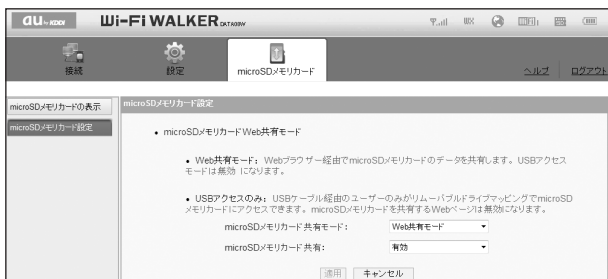 au by KDDI Wi-Fi WALKER DATA08W
接続 設定 microSDメモリカード ヘルプ ログアウト
microSDメモリカードの表示
microSDメモリカード設定
microSDメモリカード設定
• microSDメモリカードWeb共有モード
• Web共有モード：Webブラウザー経由でmicroSDメモリカードのデータを共有します。USBアクセス
モードは無効 になります。
• USBアクセスのみ：USBケーブル経由のユーザーのみがリムーバブルドライブマッピングでmicroSD
メモリカードにアクセスできます。microSDメモリカードを共有するWebページは無効になります。
microSDメモリカード共有モード： Web共有モード
microSDメモリカード共有： 有効
適用 キャンセル